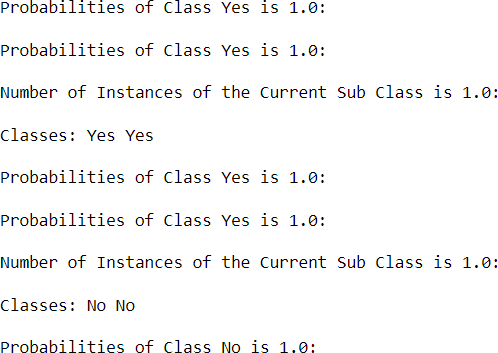 Probabilities of Class Yes is 1.0:
Probabilities of Class Yes is 1.0:
Number of Instances of the Current Sub Class is 1.0:
Classes: Yes Yes
Probabilities of Class Yes is 1.0:
Probabilities of Class Yes is 1.0:
Number of Instances of the Current Sub Class is 1.0:
Classes: No No
Probabilities of Class No is 1.0: